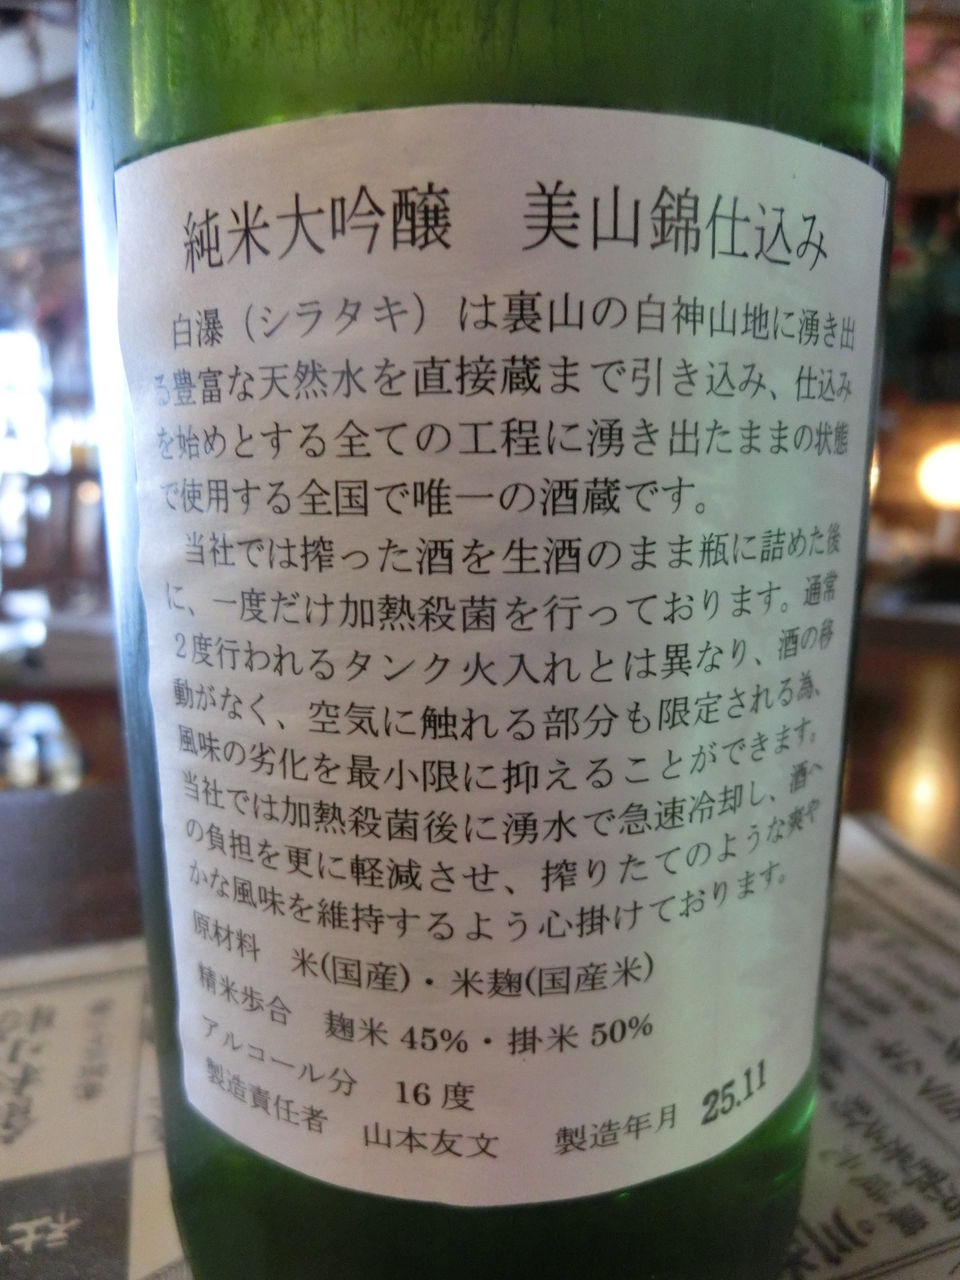 純米大吟醸　美山錦仕込み
白瀑（シラタキ）は裏山の白神山地に湧き出
る豊富な天然水を直接蔵まで引き込み、仕込み
を始めとする全ての工程に湧き出たままの状態
で使用する全国で唯一の酒蔵です。
当社では搾った酒を生酒のまま瓶に詰めた後
に、一度だけ加熱殺菌を行っております。通常
2度行われるタンク火入れとは異なり、酒の移
動がなく、空気に触れる部分も限定される為、
風味の劣化を最小限に抑えることができます。
当社では加熱殺菌後に湧水で急速冷却し、酒へ
の負担を更に軽減させ、搾りたてのような爽や
かな風味を維持するよう心掛けております。
原材料　米(国産)・米麹(国産米)
精米歩合　麹米 45%・掛米 50%
アルコール分　16度
製造責任者　山本友文　製造年月 25.11